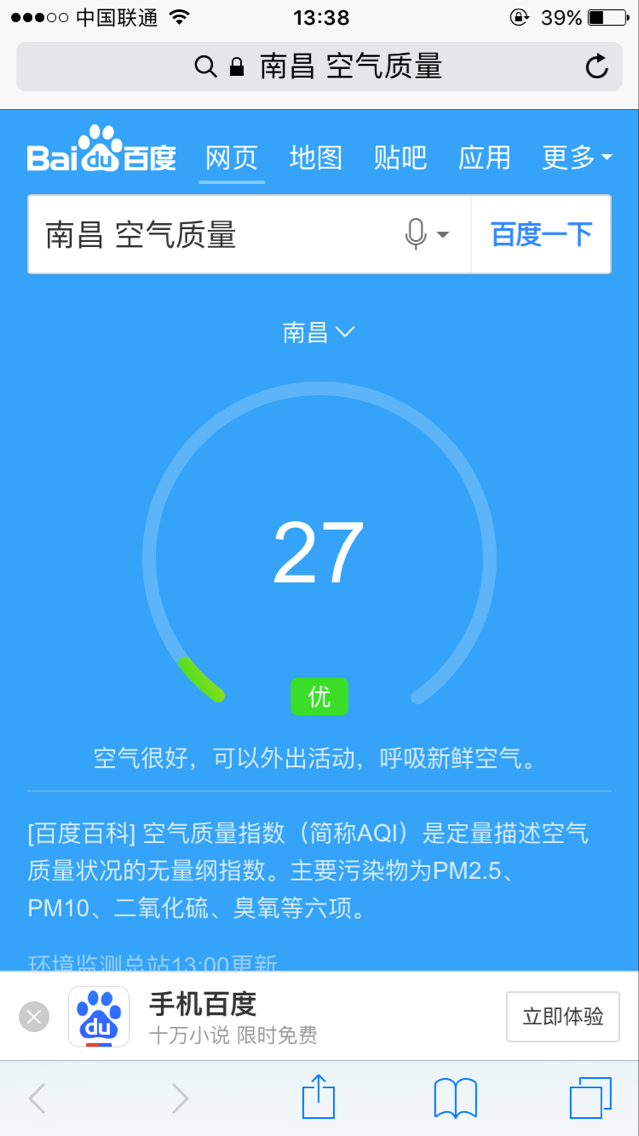 中国联通 13:38 39%
南昌 空气质量
Bai du 百度 网页 地图 贴吧 应用 更多
南昌 空气质量 百度一下
南昌
27
优
空气很好，可以外出活动，呼吸新鲜空气。
[百度百科] 空气质量指数（简称AQI）是定量描述空气
质量状况的无量纲指数。主要污染物为PM2.5、
PM10、二氧化硫、臭氧等六项。
环境监测总站13:00更新
du 手机百度 立即体验
十万小说 限时免费